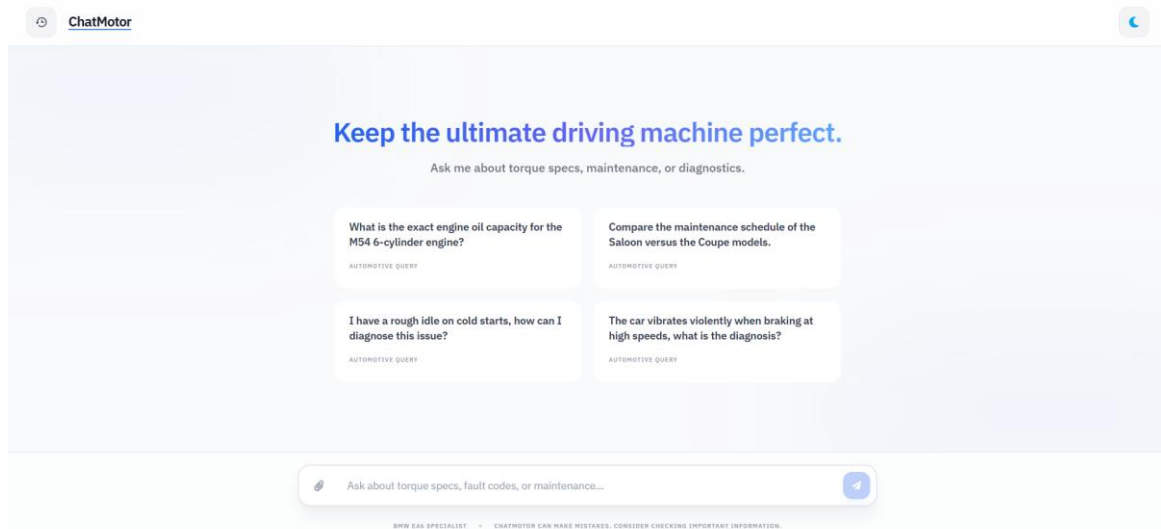 ChatMotor
Keep the ultimate driving machine perfect.
Ask me about torque specs, maintenance, or diagnostics.
What is the exact engine oil capacity for the
M54 6-cylinder engine?
AUTOMOTIVE QUERY
Compare the maintenance schedule of the
Saloon versus the Coupe models.
AUTOMOTIVE QUERY
I have a rough idle on cold starts, how can I
diagnose this issue?
AUTOMOTIVE QUERY
The car vibrates violently when braking at
high speeds, what is the diagnosis?
AUTOMOTIVE QUERY
Ask about torque specs, fault codes, or maintenance...
BMW E46 SPECIALIST • CHATMOTOR CAN MAKE MISTAKES. CONSIDER CHECKING IMPORTANT INFORMATION.